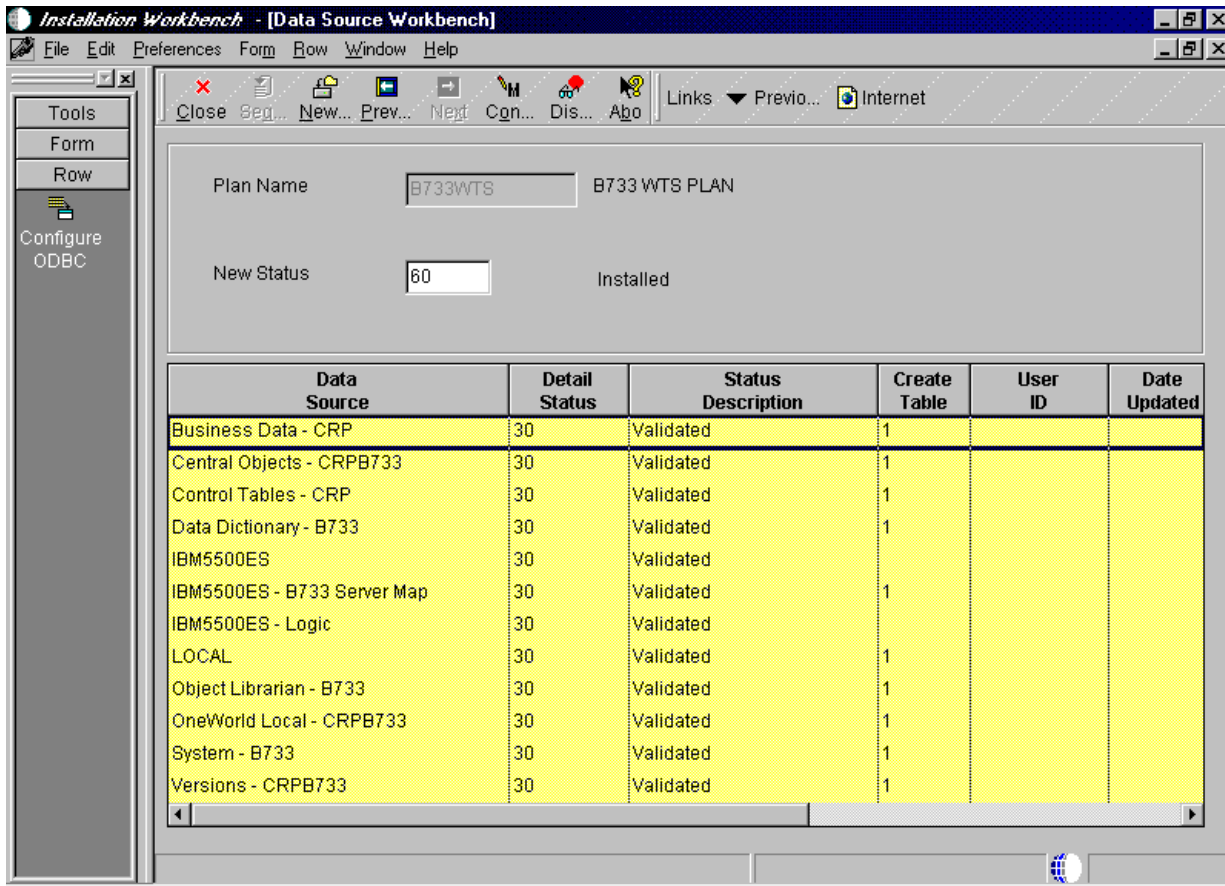 Installation Workbench - [Data Source Workbench]
File Edit Preferences Form Row Window Help
Tools
Form
Row
Configure
ODBC
Close Seq... New... Prev... Next Con... Dis... Abo Links Previo... Internet
Plan Name B733WTS B733 WTS PLAN
New Status 60 Installed
Data Source Detail Status Status Description Create Table User ID Date Updated
Business Data - CRP 30 Validated 1
Central Objects - CRPB733 30 Validated 1
Control Tables - CRP 30 Validated 1
Data Dictionary - B733 30 Validated 1
IBM5500ES 30 Validated
IBM5500ES - B733 Server Map 30 Validated 1
IBM5500ES - Logic 30 Validated
LOCAL 30 Validated 1
Object Librarian - B733 30 Validated 1
OneWorld Local - CRPB733 30 Validated 1
System - B733 30 Validated 1
Versions - CRPB733 30 Validated 1